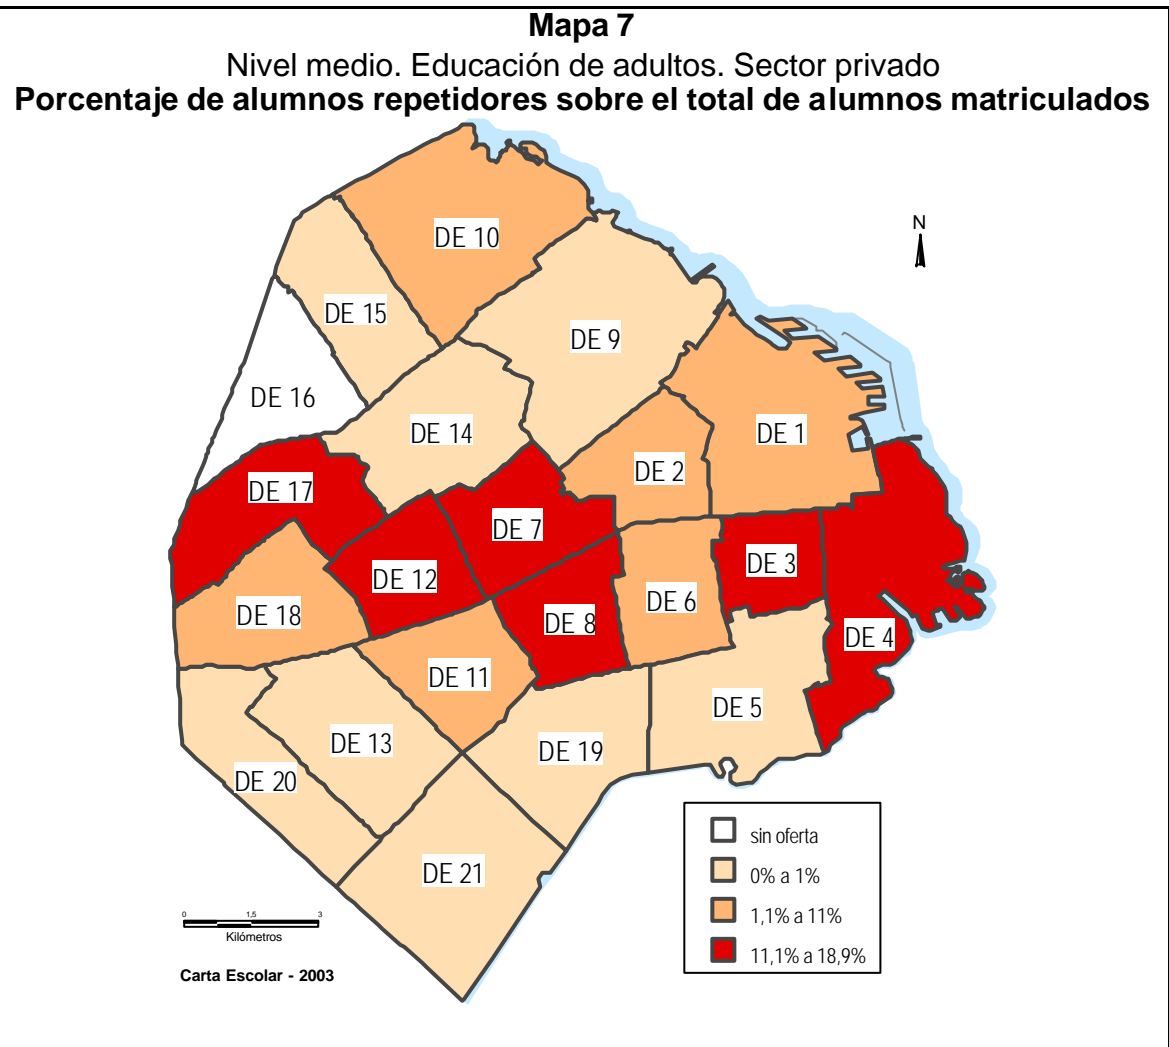 Mapa 7
Nivel medio. Educación de adultos. Sector privado
Porcentaje de alumnos repetidores sobre el total de alumnos matriculados
N
DE 10
DE 15
DE 9
DE 16
DE 14
DE 1
DE 2
DE 17
DE 7
DE 3
DE 12
DE 6
DE 18
DE 8
DE 4
DE 11
DE 5
DE 13
DE 19
DE 20
DE 21
sin oferta
0% a 1%
1,1% a 11%
11,1% a 18,9%
0 1,5 3
Kilómetros
Carta Escolar - 2003